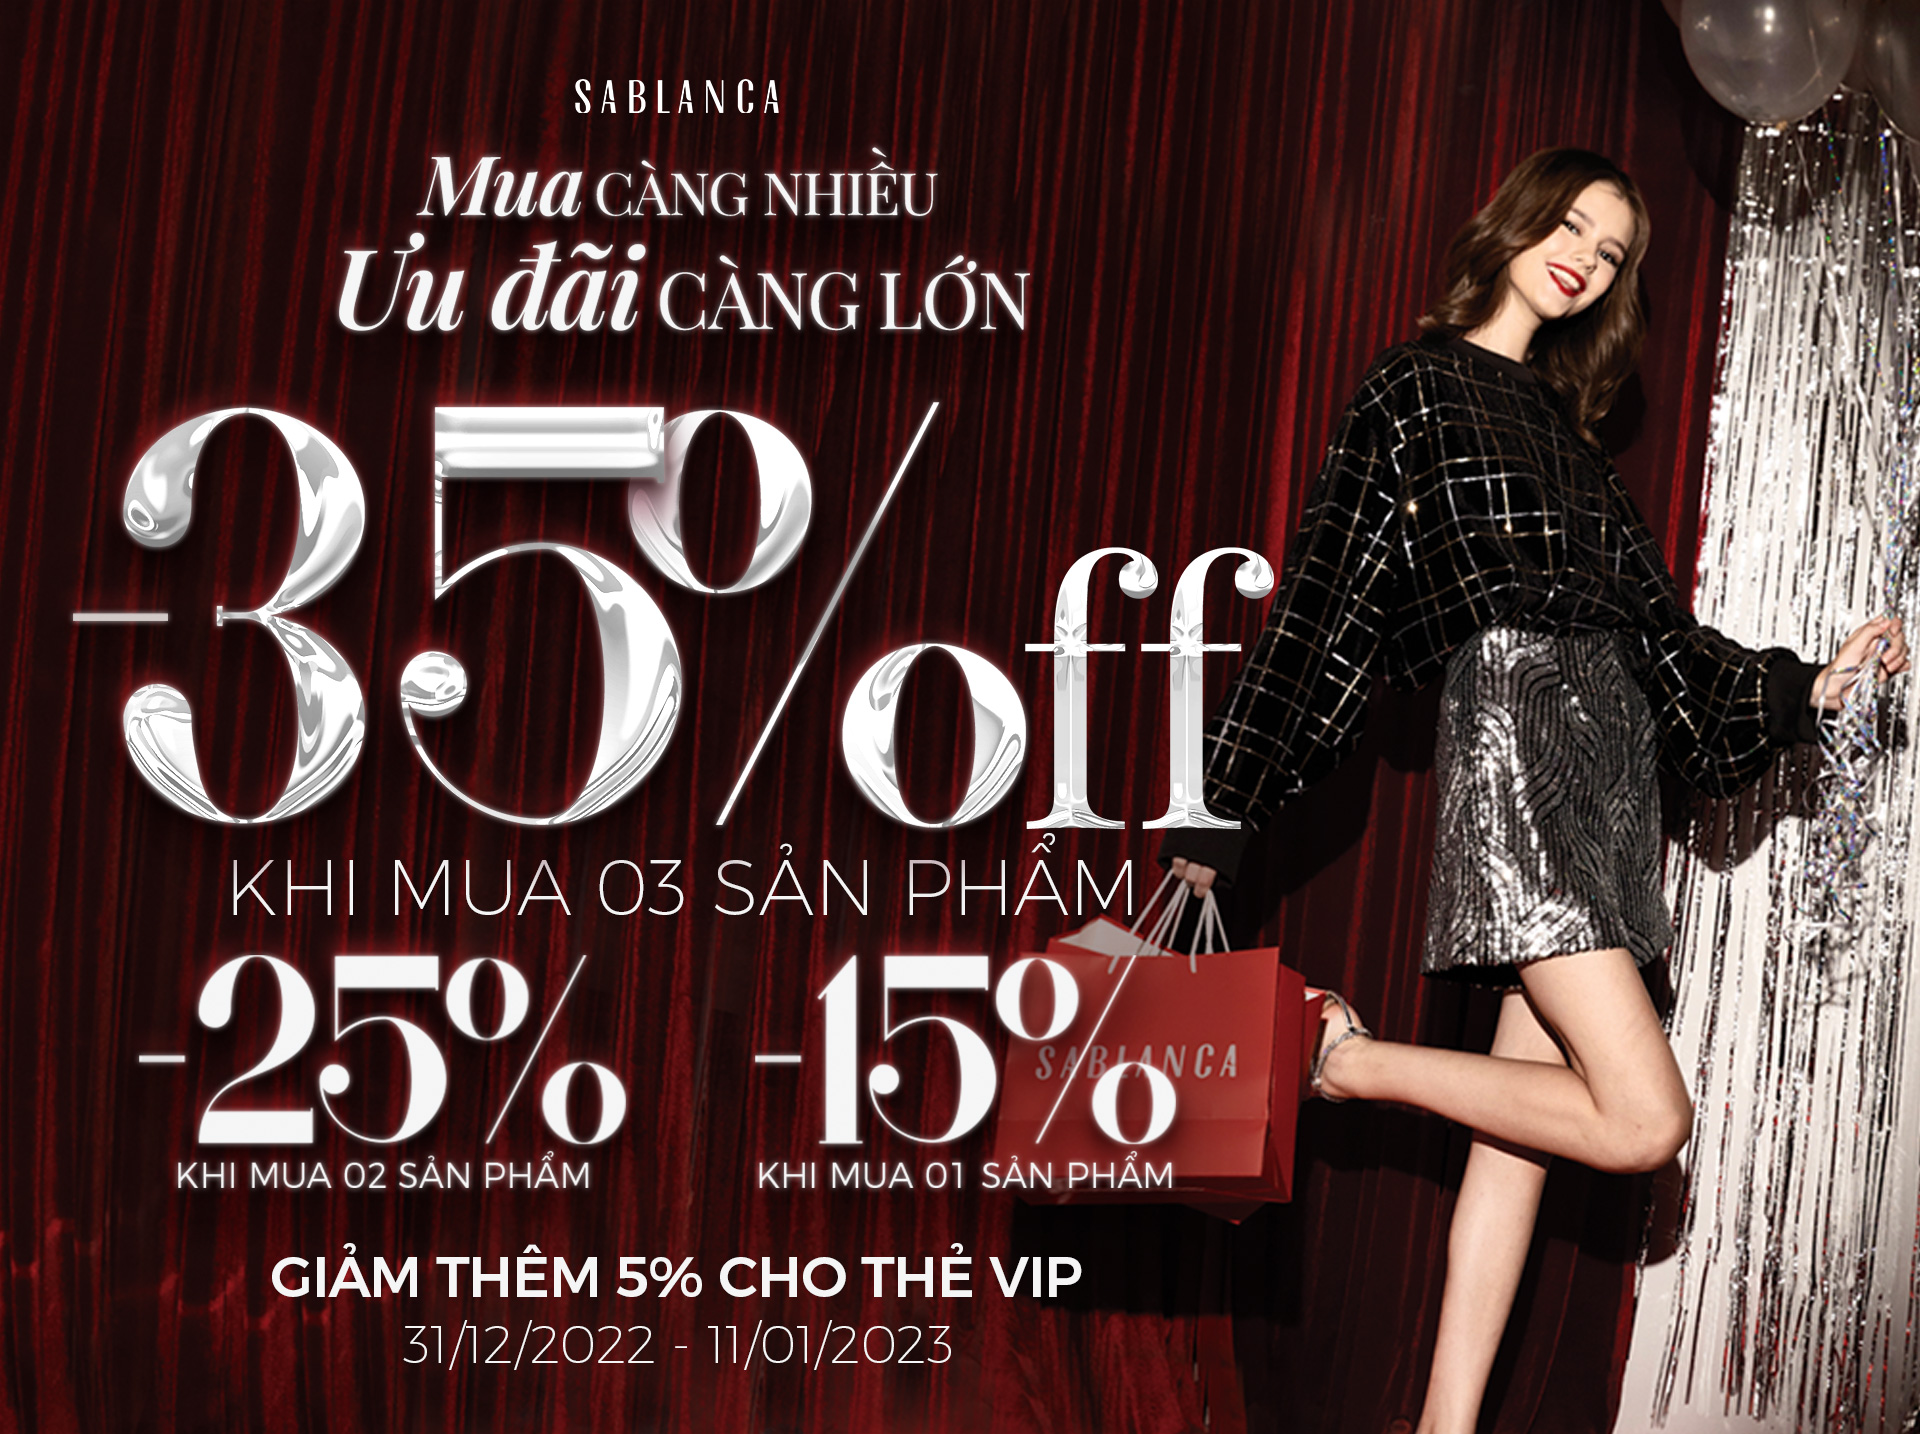 SABLANCA
Mua CÀNG NHIỀU
Ưu đãi CÀNG LỚN
-35% off
KHI MUA 03 SẢN PHẨM
-25%
KHI MUA 02 SẢN PHẨM
-15%
KHI MUA 01 SẢN PHẨM
SABLANCA
GIẢM THÊM 5% CHO THẺ VIP
31/12/2022 - 11/01/2023